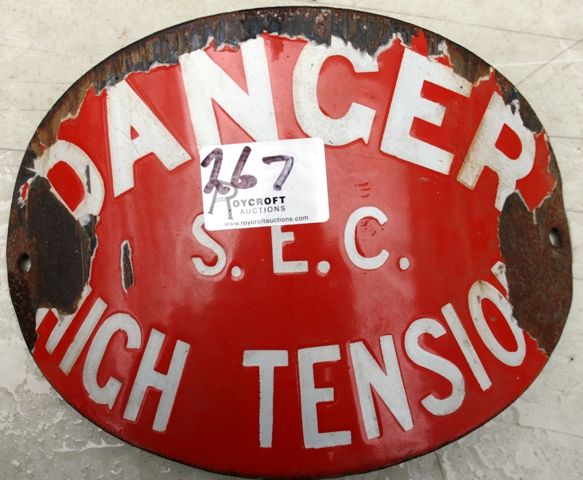 DANGER
267
ROYCROFT
AUCTIONS
www.roycroftauctions.com
S. E. C.
HIGH TENSIO